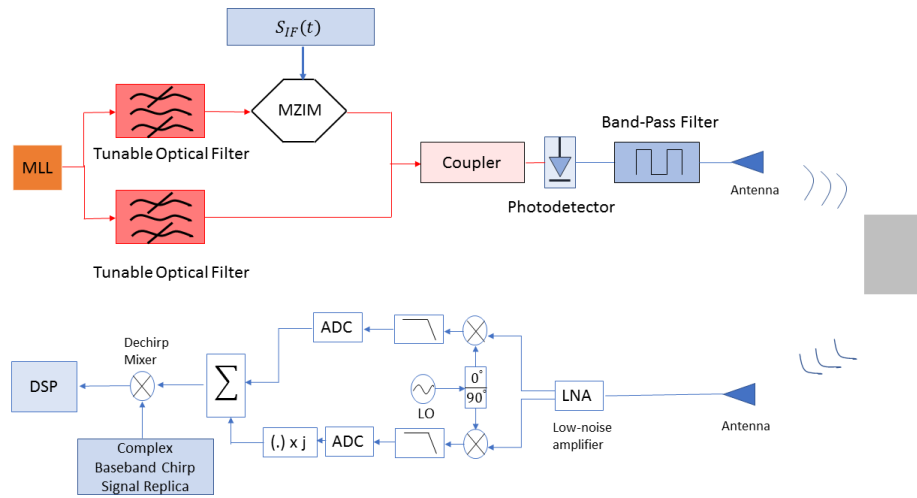 S_IF(t)
MZIM
Tunable Optical Filter
MLL
Tunable Optical Filter
Coupler
Photodetector
Band-Pass Filter
Antenna
ADC
Dechirp
Mixer
DSP
∑
LO
0°
90°
LNA
Low-noise
amplifier
Antenna
(.) x j
ADC
Complex
Baseband Chirp
Signal Replica